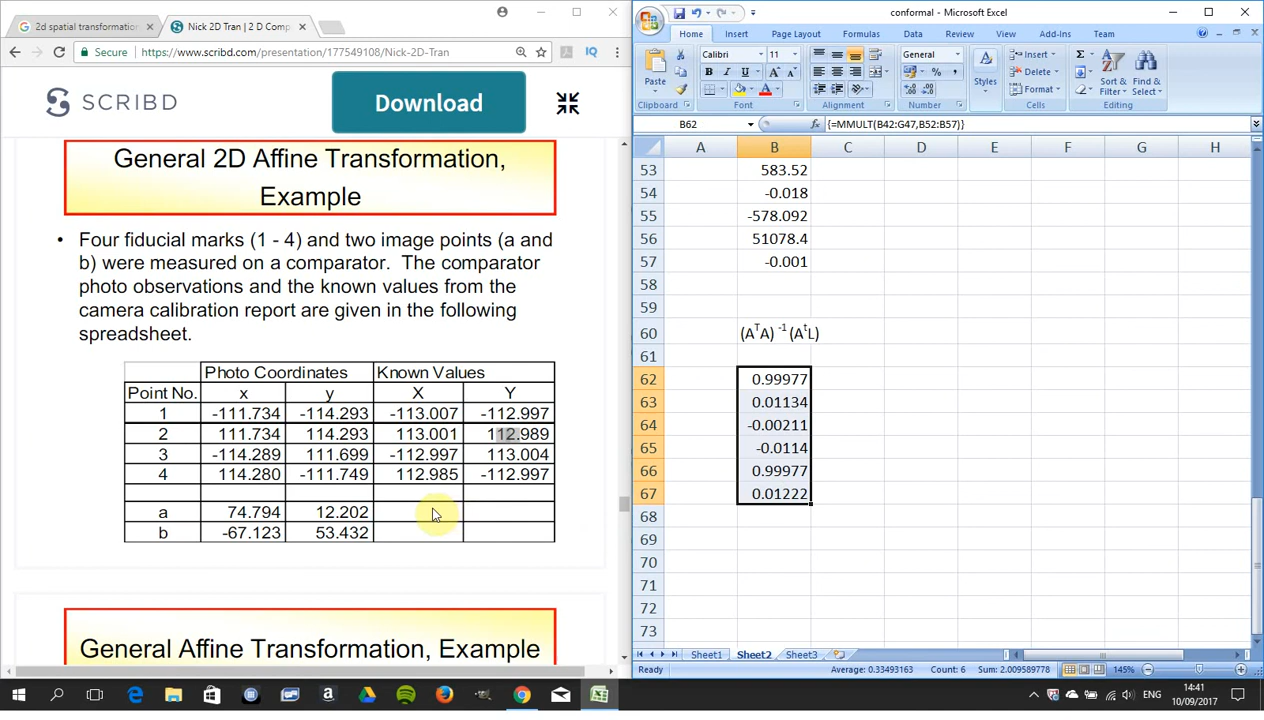 2d spatial transformation
Nick 2D Tran | 2 D Comp
Secure
https://www.scribd.com/presentation/177549108/Nick-2D-Tran
IQ
SCRIBD
Download
General 2D Affine Transformation,
Example
• Four fiducial marks (1 - 4) and two image points (a and
b) were measured on a comparator. The comparator
photo observations and the known values from the
camera calibration report are given in the following
spreadsheet.
Photo Coordinates Known Values
Point No. x y X Y
1 -111.734 -114.293 -113.007 -112.997
2 111.734 114.293 113.001 112.989
3 -114.289 111.699 -112.997 113.004
4 114.280 -111.749 112.985 -112.997
a 74.794 12.202
b -67.123 53.432
General Affine Transformation, Example
conformal - Microsoft Excel
Home Insert Page Layout Formulas Data Review View Add-Ins Team
Paste
Calibri 11
B I U
General
Styles
Insert
Delete
Format
Sort & Filter
Find & Select
Clipboard Font Alignment Number Cells Editing
B62 fx {=MMULT(B42:G47,B52:B57)}
A B C D E F G H
53 583.52
54 -0.018
55 -578.092
56 51078.4
57 -0.001
58
59
60 (AᵀA) ⁻¹ (AᵗL)
61
62 0.99977
63 0.01134
64 -0.00211
65 -0.0114
66 0.99977
67 0.01222
68
69
70
71
72
73
Sheet1 Sheet2 Sheet3
Ready Average: 0.33493163 Count: 6 Sum: 2.009589778 145%
ENG
14:41
10/09/2017